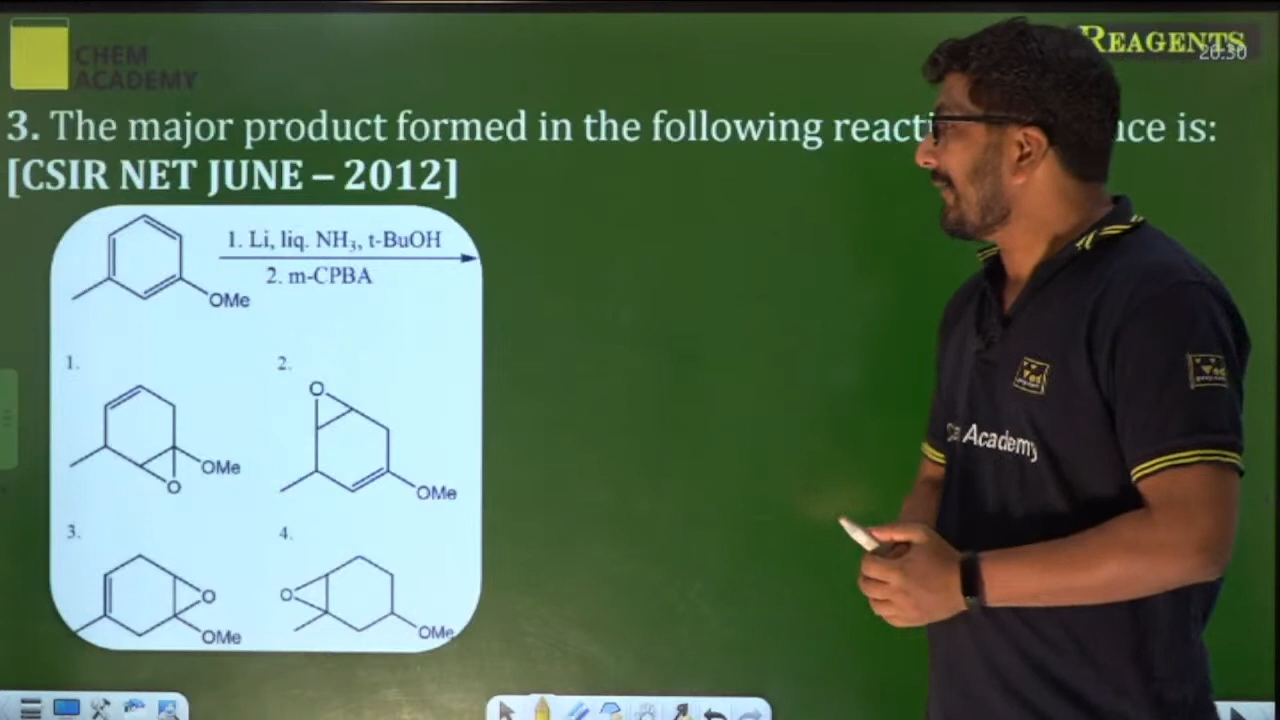 CHEM
ACADEMY
REAGENTS
20:30
3. The major product formed in the following reacti nce is:
[CSIR NET JUNE – 2012]
1. Li, liq. NH₃, t-BuOH
2. m-CPBA
OMe
1.
2.
O
OMe
O
OMe
3.
4.
O
OMe
O
OMe
Academy